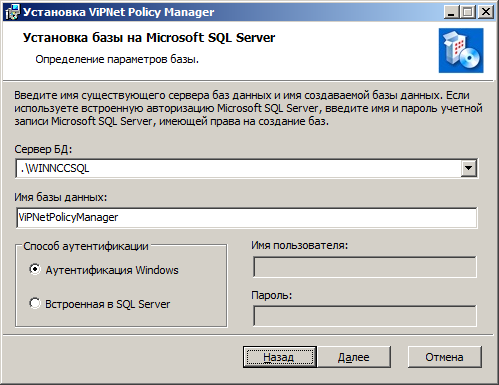 Установка ViPNet Policy Manager
Установка базы на Microsoft SQL Server
Определение параметров базы.
Введите имя существующего сервера баз данных и имя создаваемой базы данных. Если
используете встроенную авторизацию Microsoft SQL Server, введите имя и пароль учетной
записи Microsoft SQL Server, имеющей права на создание баз.
Сервер БД:
.\WINNCCSQL
Имя базы данных:
ViPNetPolicyManager
Способ аутентификации
Аутентификация Windows
Встроенная в SQL Server
Имя пользователя:
Пароль:
Назад
Далее
Отмена